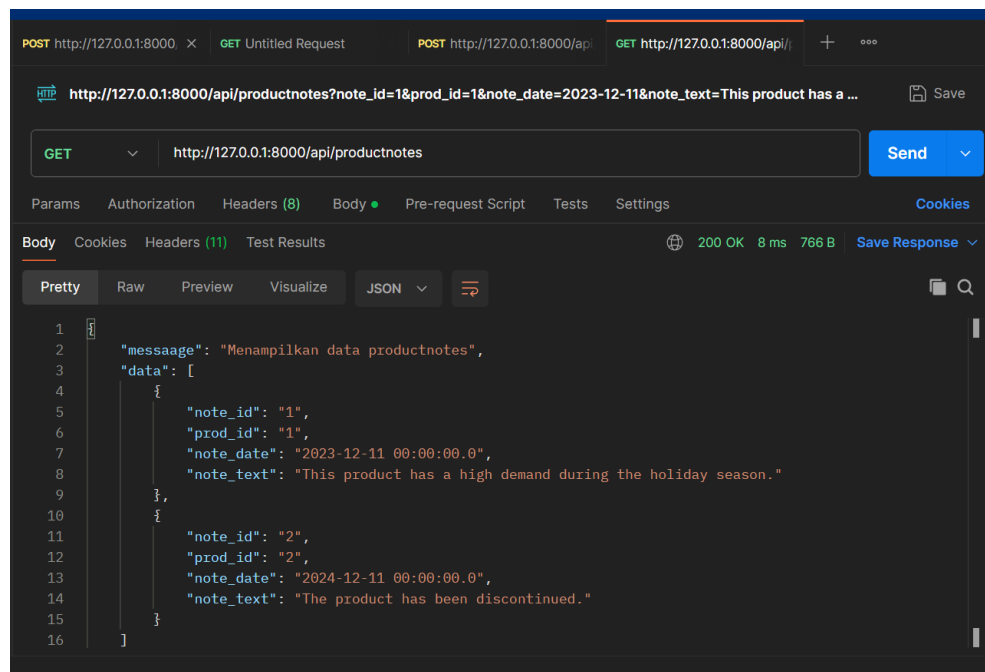 POST http://127.0.0.1:8000, GET Untitled Request POST http://127.0.0.1:8000/api GET http://127.0.0.1:8000/api/
HTTP http://127.0.0.1:8000/api/productnotes?note_id=1&prod_id=1&note_date=2023-12-11&note_text=This product has a ... Save
GET http://127.0.0.1:8000/api/productnotes Send
Params Authorization Headers (8) Body Pre-request Script Tests Settings Cookies
Body Cookies Headers (11) Test Results 200 OK 8 ms 766 B Save Response
Pretty Raw Preview Visualize JSON
1 {
2 "messaage": "Menampilkan data productnotes",
3 "data": [
4 {
5 "note_id": "1",
6 "prod_id": "1",
7 "note_date": "2023-12-11 00:00:00.0",
8 "note_text": "This product has a high demand during the holiday season."
9 },
10 {
11 "note_id": "2",
12 "prod_id": "2",
13 "note_date": "2024-12-11 00:00:00.0",
14 "note_text": "The product has been discontinued."
15 }
16 ]